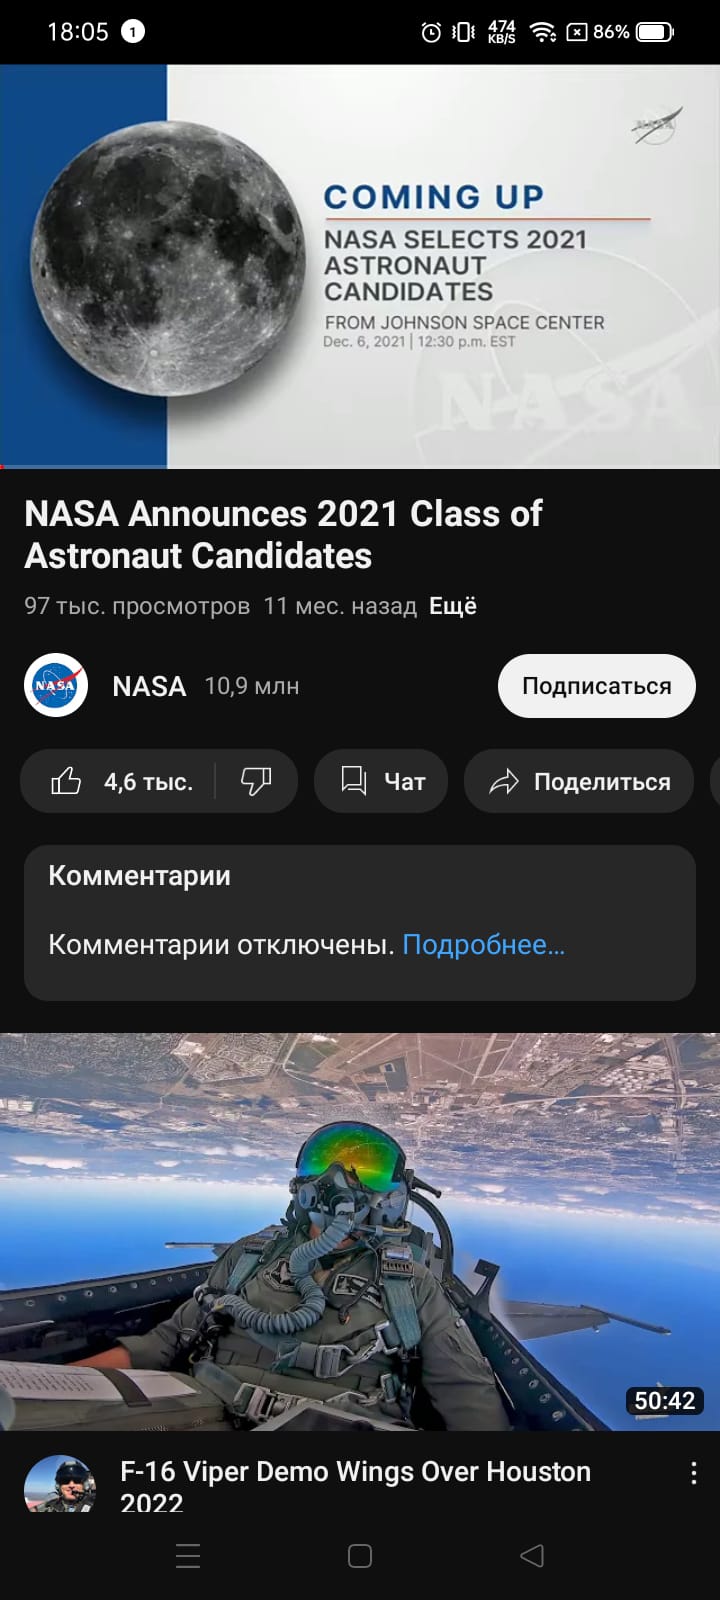 18:05 1 474 KB/S 86%
NASA
COMING UP
NASA SELECTS 2021
ASTRONAUT
CANDIDATES
FROM JOHNSON SPACE CENTER
Dec. 6, 2021 | 12:30 p.m. EST
NASA
NASA Announces 2021 Class of
Astronaut Candidates
97 тыс. просмотров 11 мес. назад Ещё
NASA NASA 10,9 млн Подписаться
4,6 тыс. Чат Поделиться
Комментарии
Комментарии отключены. Подробнее...
50:42
F-16 Viper Demo Wings Over Houston
2022